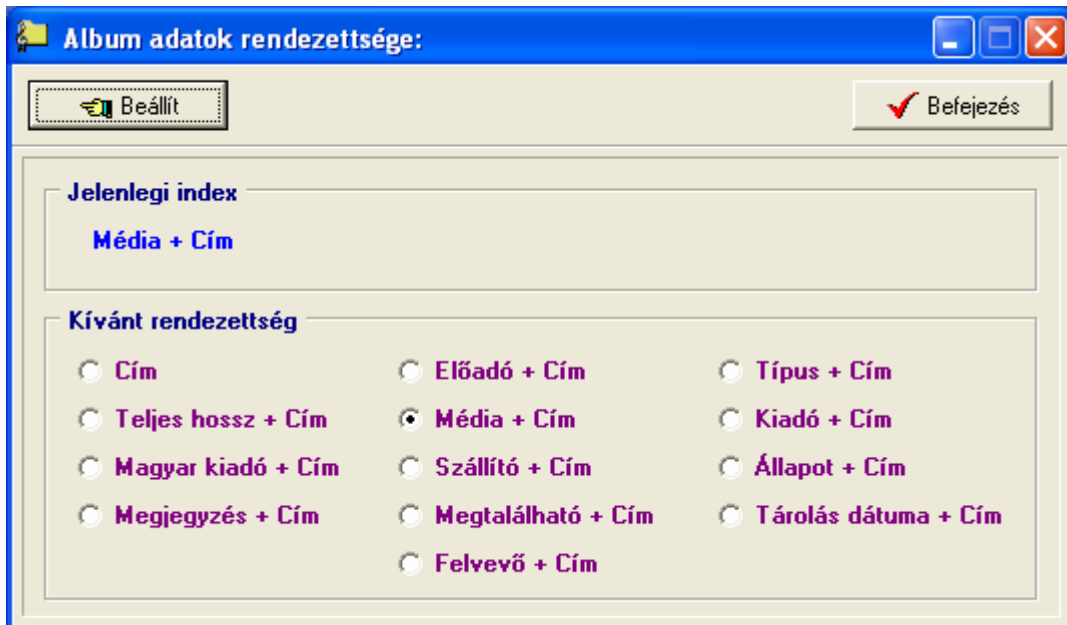 Album adatok rendezettsége:
Beállít Befejezés
Jelenlegi index
Média + Cím
Kívánt rendezettség
Cím Előadó + Cím Típus + Cím
Teljes hossz + Cím Média + Cím Kiadó + Cím
Magyar kiadó + Cím Szállító + Cím Állapot + Cím
Megjegyzés + Cím Megtalálható + Cím Tárolás dátuma + Cím
Felvevő + Cím